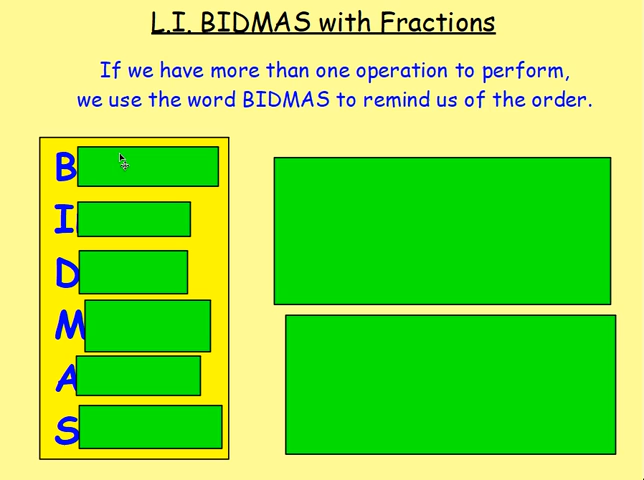 L.I. BIDMAS with Fractions
If we have more than one operation to perform,
we use the word BIDMAS to remind us of the order.
B
I
D
M
A
S